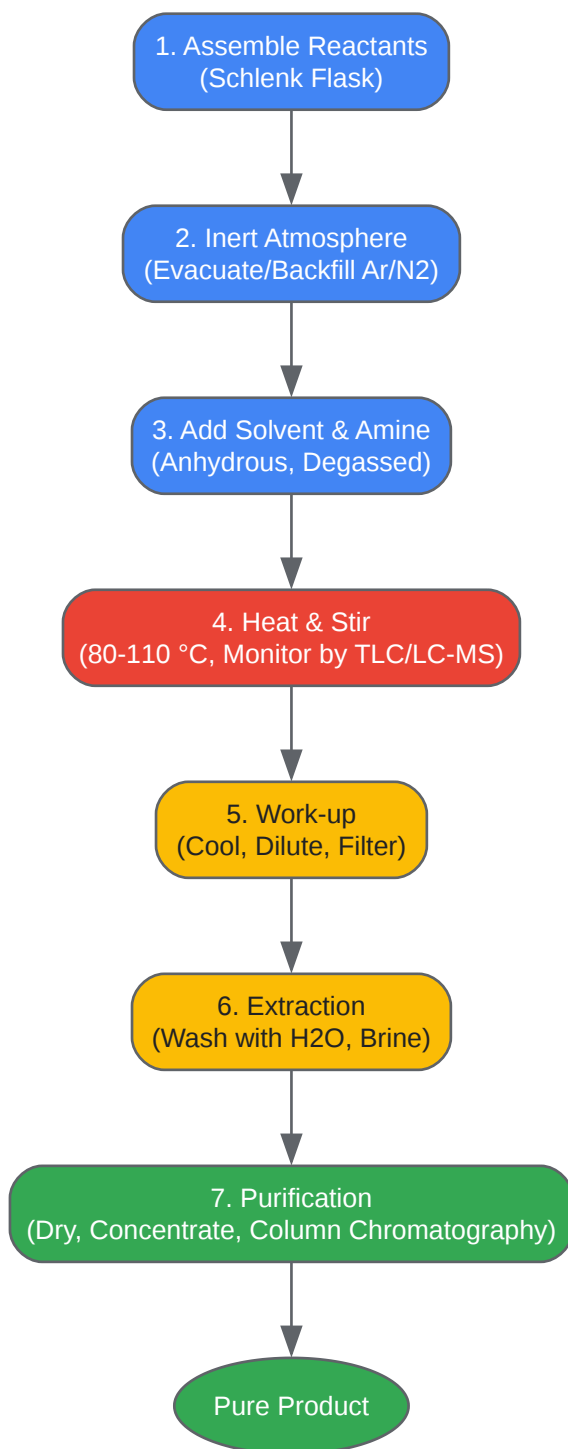 1. Assemble Reactants
(Schlenk Flask)
2. Inert Atmosphere
(Evacuate/Backfill Ar/N2)
3. Add Solvent & Amine
(Anhydrous, Degassed)
4. Heat & Stir
(80-110 °C, Monitor by TLC/LC-MS)
5. Work-up
(Cool, Dilute, Filter)
6. Extraction
(Wash with H2O, Brine)
7. Purification
(Dry, Concentrate, Column Chromatography)
Pure Product